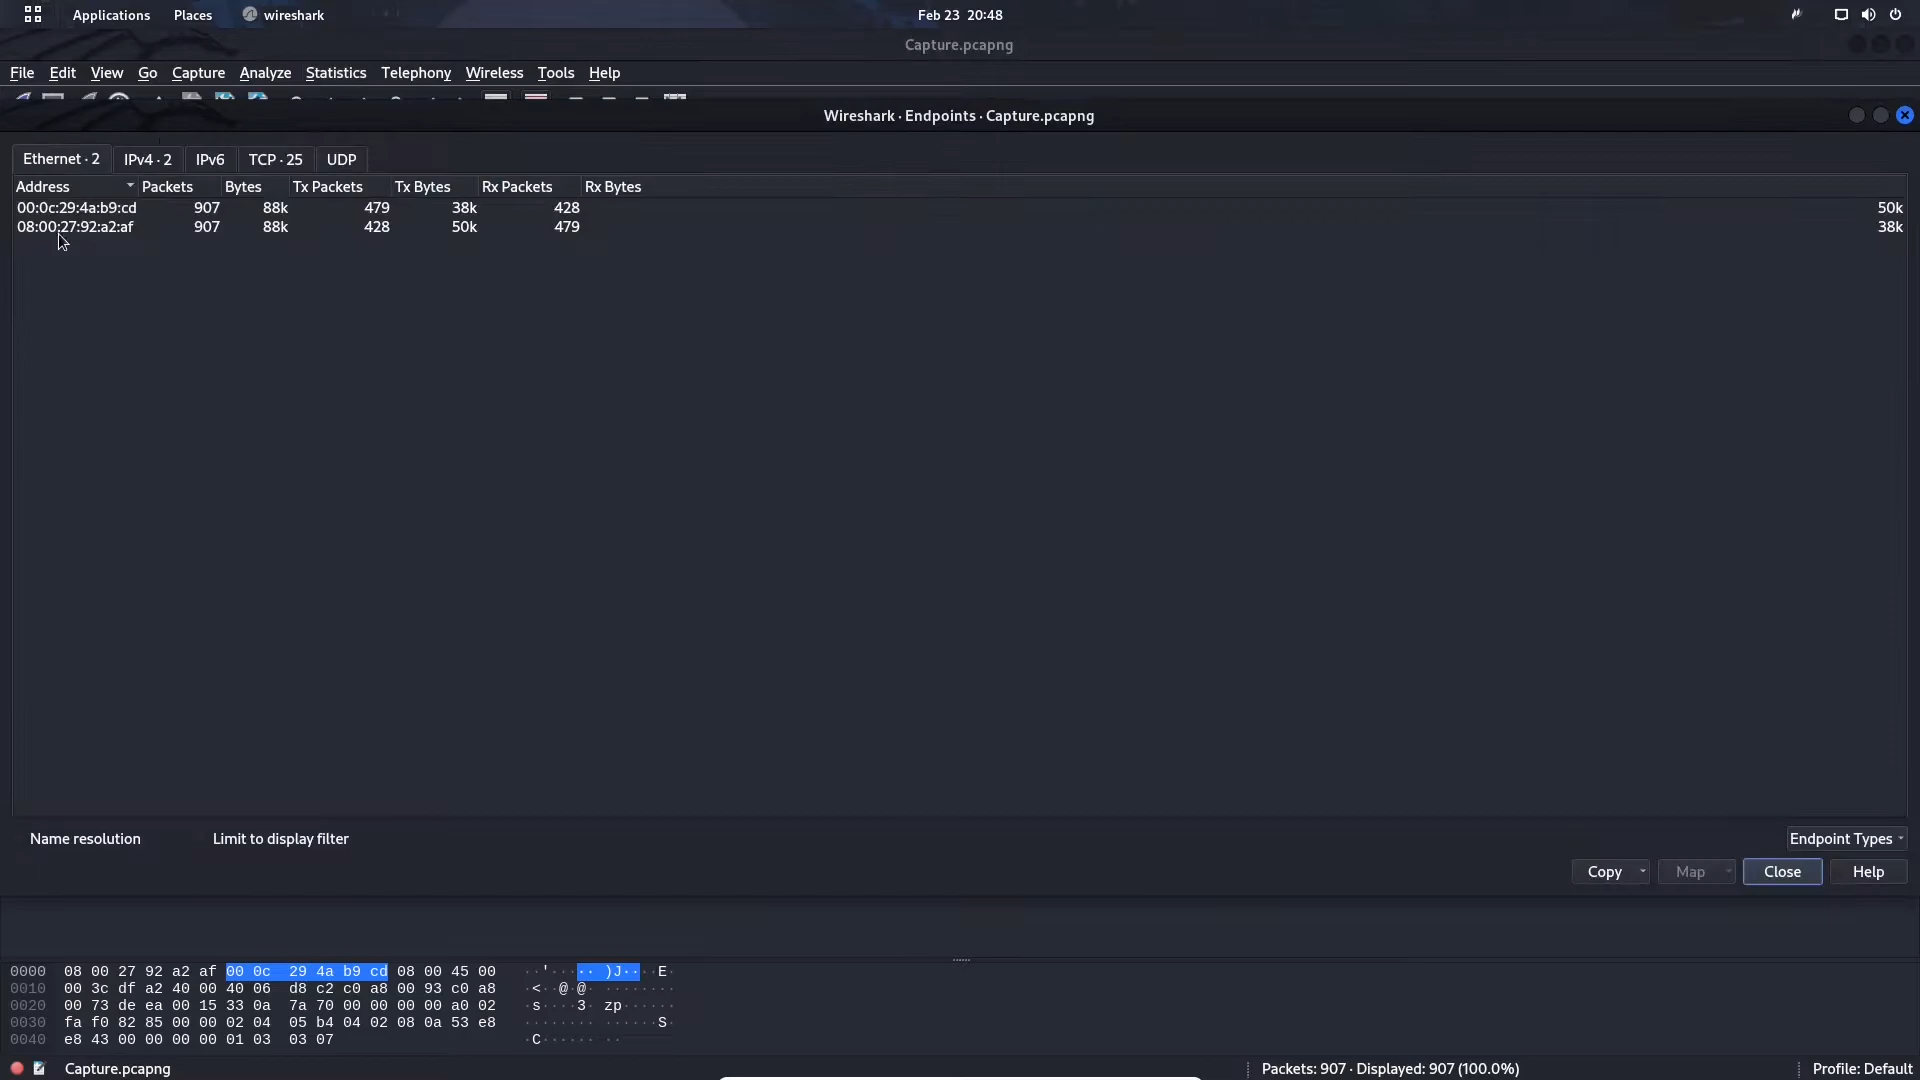 Applications Places wireshark Feb 23 20:48
Capture.pcapng
File Edit View Go Capture Analyze Statistics Telephony Wireless Tools Help
Wireshark · Endpoints · Capture.pcapng
Ethernet · 2 IPv4 · 2 IPv6 TCP · 25 UDP
Address Packets Bytes Tx Packets Tx Bytes Rx Packets Rx Bytes
00:0c:29:4a:b9:cd 907 88k 479 38k 428 50k
08:00:27:92:a2:af 907 88k 428 50k 479 38k
Name resolution Limit to display filter Endpoint Types
Copy Map Close Help
0000 08 00 27 92 a2 af 00 0c 29 4a b9 cd 08 00 45 00 ··'····· )J····E·
0010 00 3c df a2 40 00 40 06 d8 c2 c0 a8 00 93 c0 a8 ·<··@·@· ········
0020 00 73 de ea 00 15 33 0a 7a 70 00 00 00 00 a0 02 ·s····3· zp······
0030 fa f0 82 85 00 00 02 04 05 b4 04 02 08 0a 53 e8 ········ ······S·
0040 e8 43 00 00 00 00 01 03 03 07 ·C······ ··
Capture.pcapng Packets: 907 · Displayed: 907 (100.0%) Profile: Default